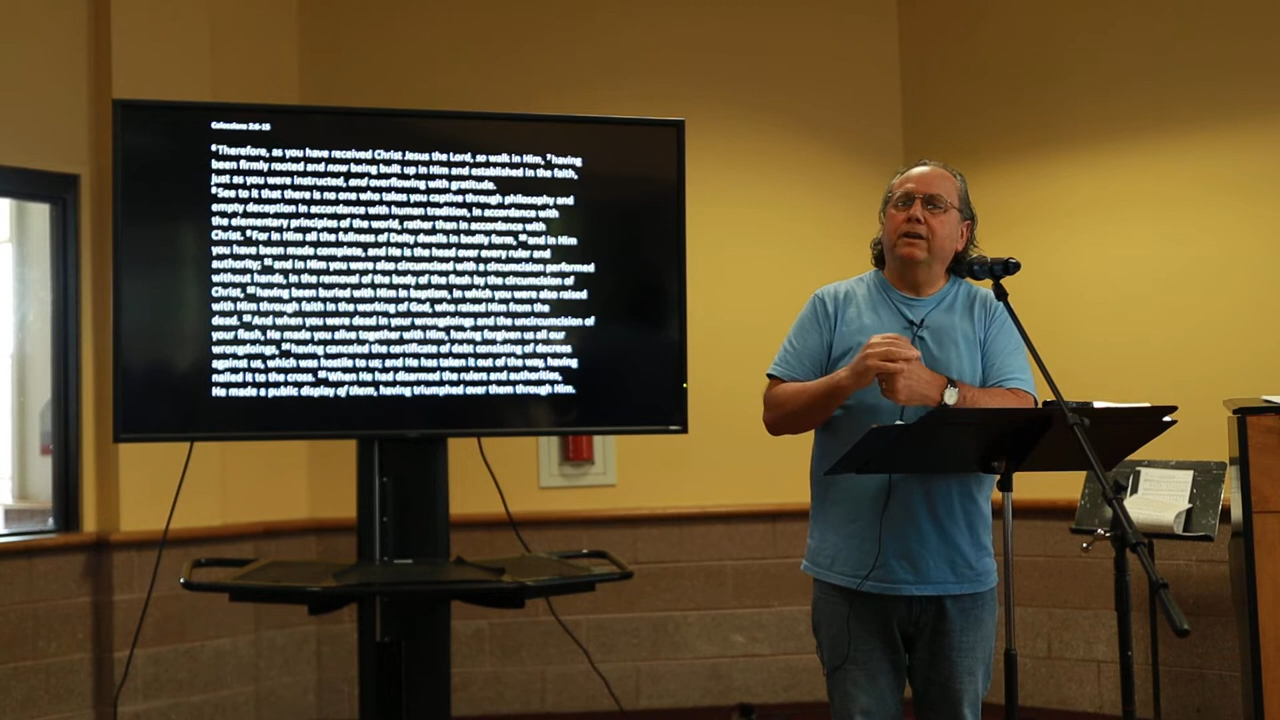 Colossians 2:6-15
⁶Therefore, as you have received Christ Jesus the Lord, so walk in Him, ⁷having
been firmly rooted and now being built up in Him and established in the faith,
just as you were instructed, and overflowing with gratitude.
⁸See to it that there is no one who takes you captive through philosophy and
empty deception in accordance with human tradition, in accordance with
the elementary principles of the world, rather than in accordance with
Christ. ⁹For in Him all the fullness of Deity dwells in bodily form, ¹⁰and in Him
you have been made complete, and He is the head over every ruler and
authority; ¹¹and in Him you were also circumcised with a circumcision performed
without hands, in the removal of the body of the flesh by the circumcision of
Christ, ¹²having been buried with Him in baptism, in which you were also raised
with Him through faith in the working of God, who raised Him from the
dead. ¹³And when you were dead in your wrongdoings and the uncircumcision of
your flesh, He made you alive together with Him, having forgiven us all our
wrongdoings, ¹⁴having canceled the certificate of debt consisting of decrees
against us, which was hostile to us; and He has taken it out of the way, having
nailed it to the cross. ¹⁵When He had disarmed the rulers and authorities,
He made a public display of them, having triumphed over them through Him.